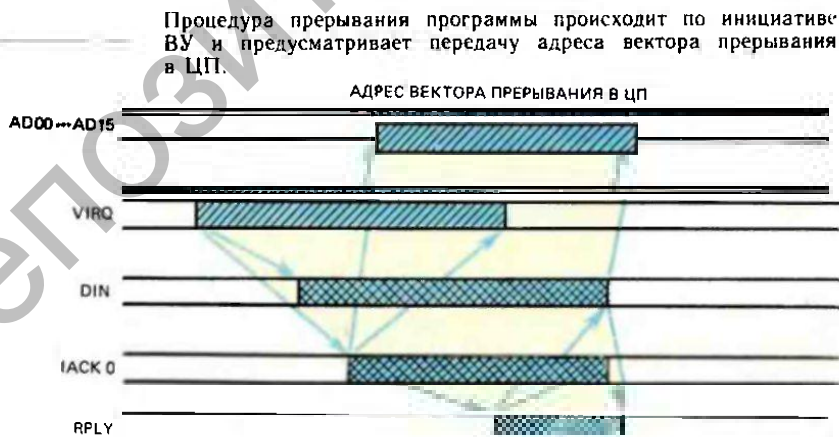 Процедура прерывания программы происходит по инициативе
ВУ и предусматривает передачу адреса вектора прерывания
в ЦП.
АДРЕС ВЕКТОРА ПРЕРЫВАНИЯ В ЦП
AD00...AD15
VIRQ
DIN
IACK 0
RPLY